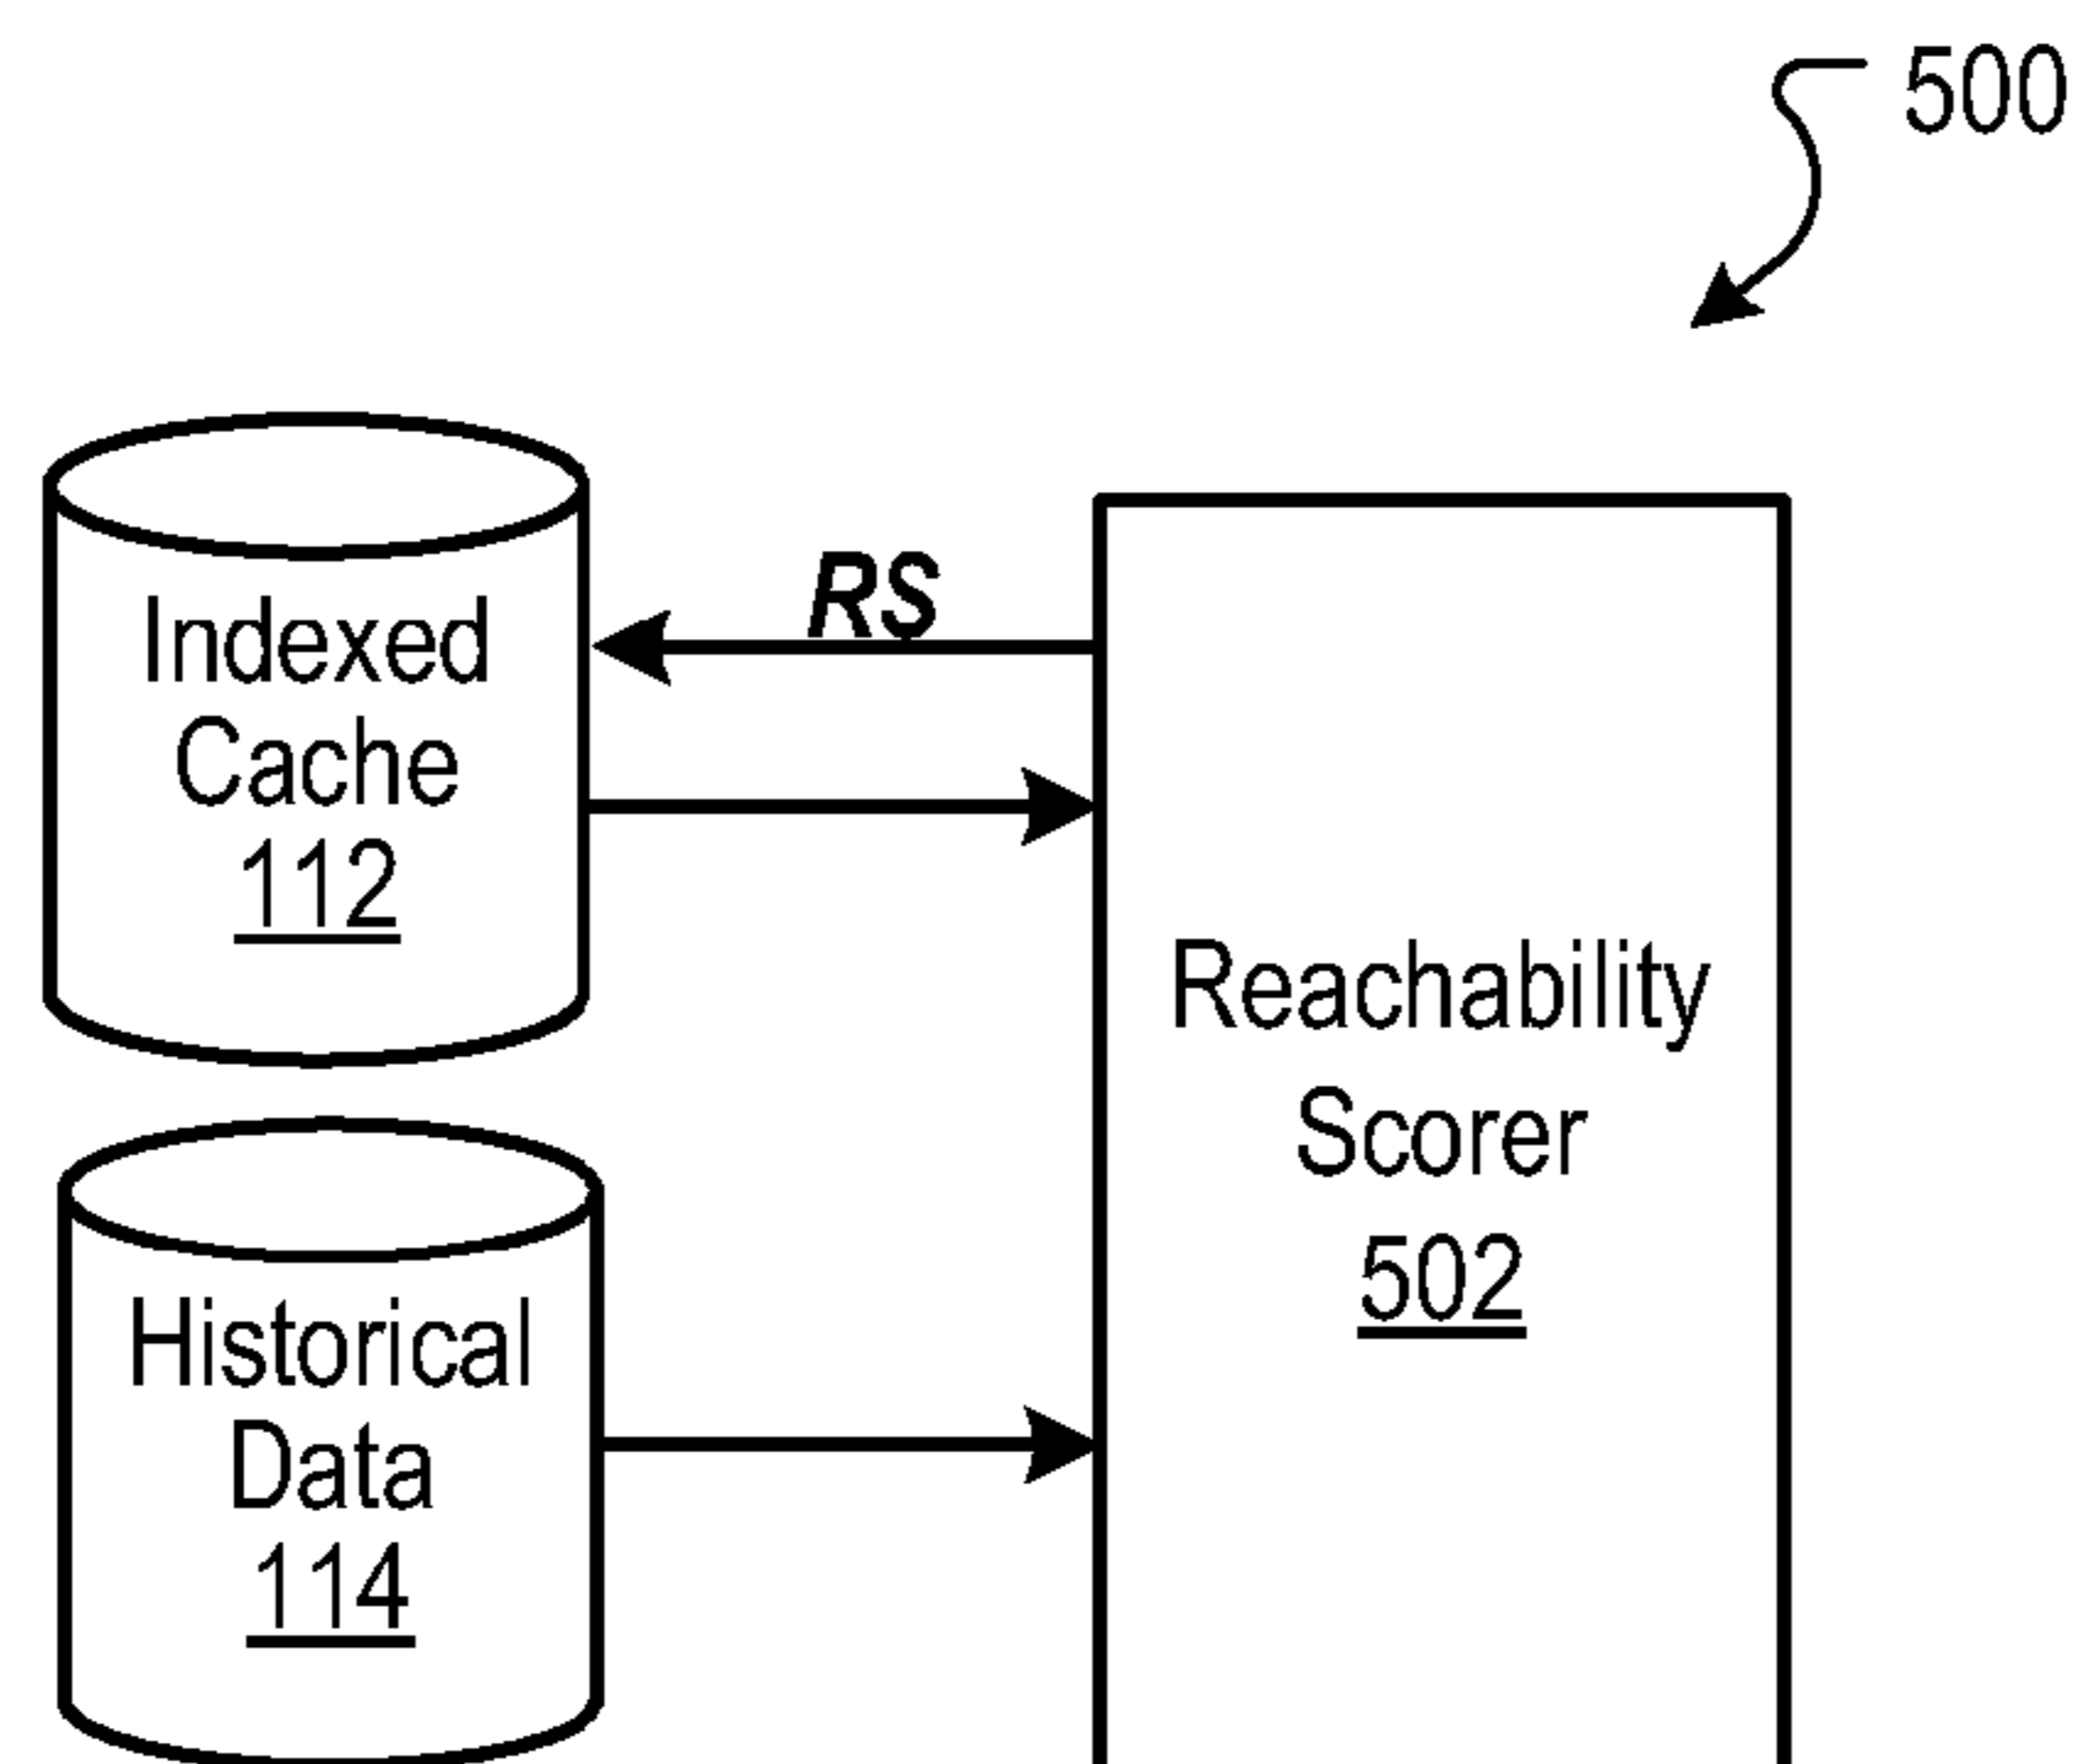 500
RS
Indexed
Cache
112
Reachability
Scorer
502
Historical
Data
114